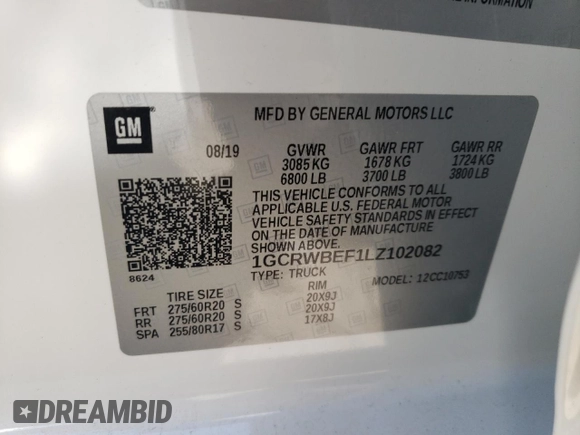 INFORMATION
GM
MFD BY GENERAL MOTORS LLC
08/19 GVWR GAWR FRT GAWR RR
3085 KG 1678 KG 1724 KG
6800 LB 3700 LB 3800 LB
THIS VEHICLE CONFORMS TO ALL
APPLICABLE U.S. FEDERAL MOTOR
VEHICLE SAFETY STANDARDS IN EFFECT
ON THE DATE OF MANUFACTURE
SHOWN ABOVE.
1GCRWBEF1LZ102082
8624
TYPE: TRUCK MODEL: 12CC10753
TIRE SIZE RIM
FRT 275/60R20 S 20X9J
RR 275/60R20 S 20X9J
SPA 255/80R17 S 17X8J
DREAMBID